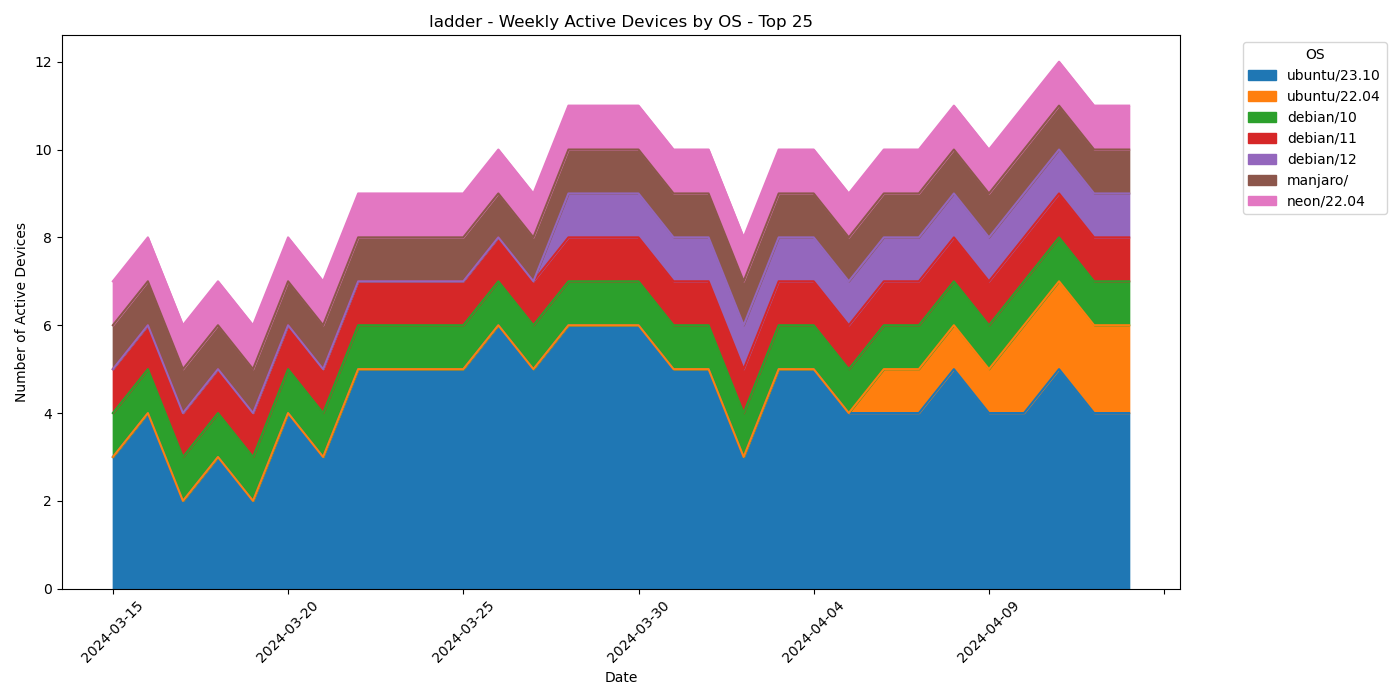 ladder - Weekly Active Devices by OS - Top 25
Number of Active Devices
12
10
8
6
4
2
0
2024-03-15
2024-03-20
2024-03-25
2024-03-30
2024-04-04
2024-04-09
Date
OS
ubuntu/23.10
ubuntu/22.04
debian/10
debian/11
debian/12
manjaro/
neon/22.04